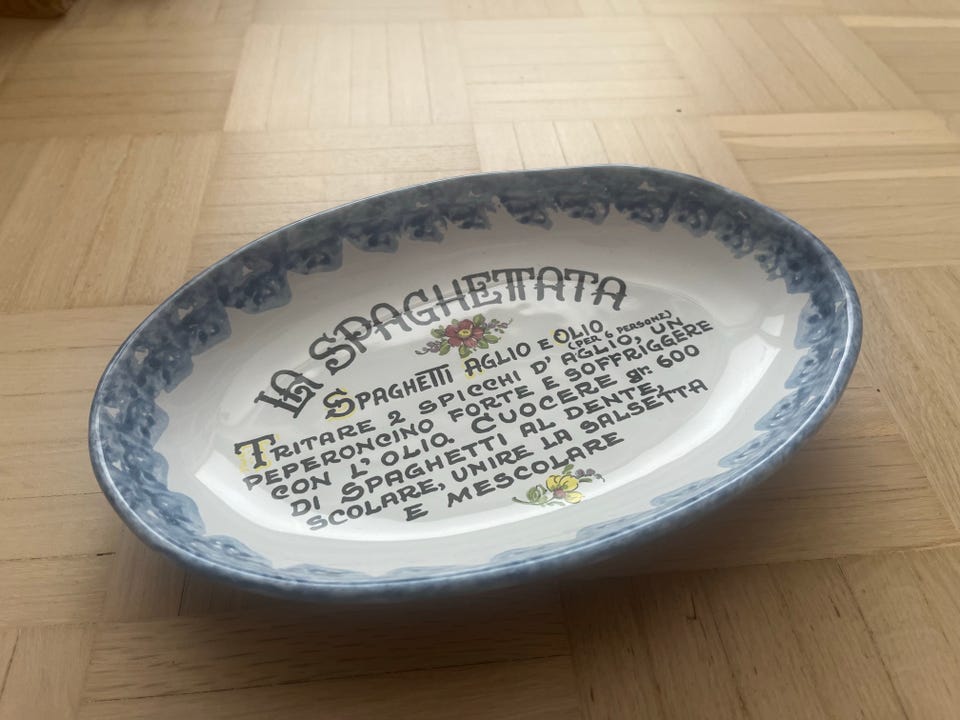 LA SPAGHETTATA
SPAGHETTI AGLIO E OLIO
(PER 6 PERSONE)
TRITARE 2 SPICCHI D' AGLIO, UN
PEPERONCINO FORTE E SOFFRIGGERE
CON L'OLIO. CUOCERE gr. 600
DI SPAGHETTI AL DENTE,
SCOLARE, UNIRE LA SALSETTA
E MESCOLARE